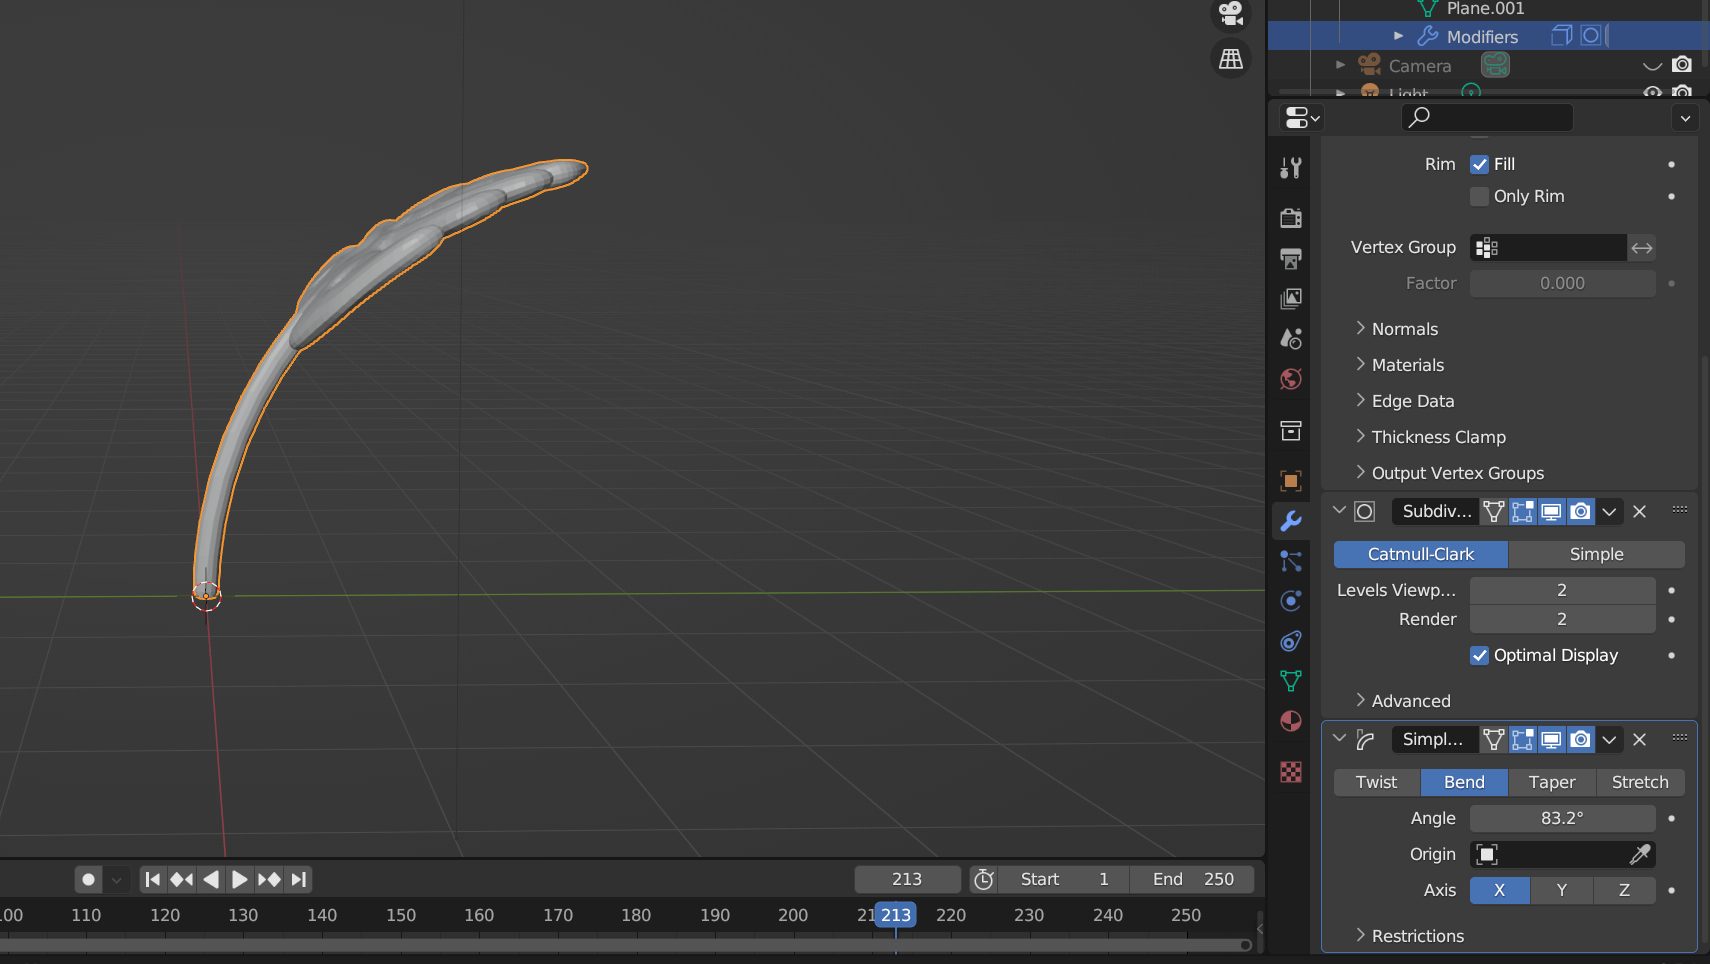 Plane.001
Modifiers
Camera
Light
Rim Fill
Only Rim
Vertex Group
Factor 0.000
Normals
Materials
Edge Data
Thickness Clamp
Output Vertex Groups
Subdiv...
Catmull-Clark Simple
Levels Viewp... 2
Render 2
Optimal Display
Advanced
Simpl...
Twist Bend Taper Stretch
Angle 83.2°
Origin
Axis X Y Z
Restrictions
213 Start 1 End 250
110 120 130 140 150 160 170 180 190 200 213 220 230 240 250